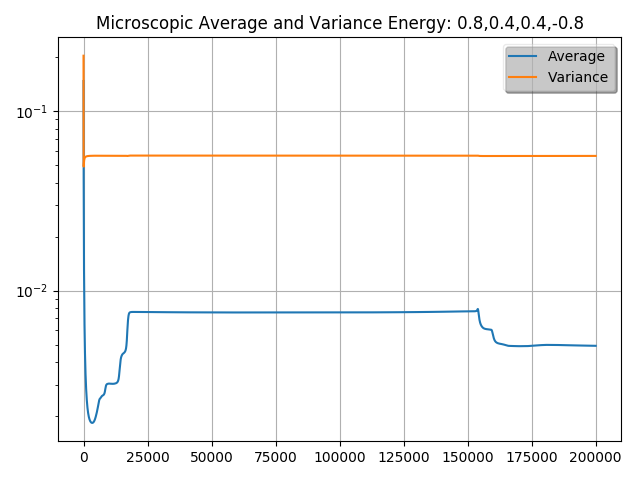 Microscopic Average and Variance Energy: 0.8,0.4,0.4,-0.8
Average
Variance
10⁻¹
10⁻²
0 25000 50000 75000 100000 125000 150000 175000 200000